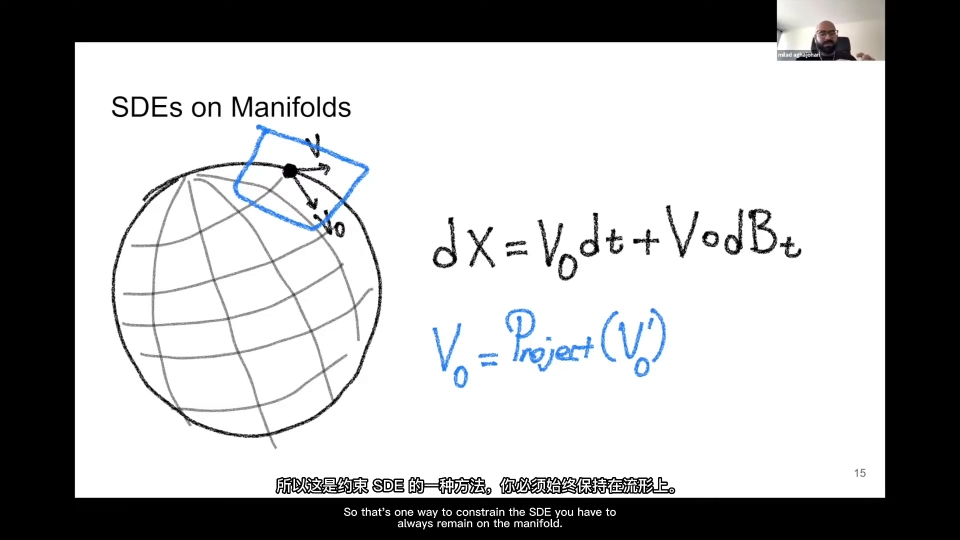 milad aghajohari
SDEs on Manifolds
V
V₀
dX = V₀dt + V∘dBₜ
V₀ = Project(V₀')
15
所以这是约束 SDE 的一种方法，你必须始终保持在流形上。
So that's one way to constrain the SDE you have to
always remain on the manifold.